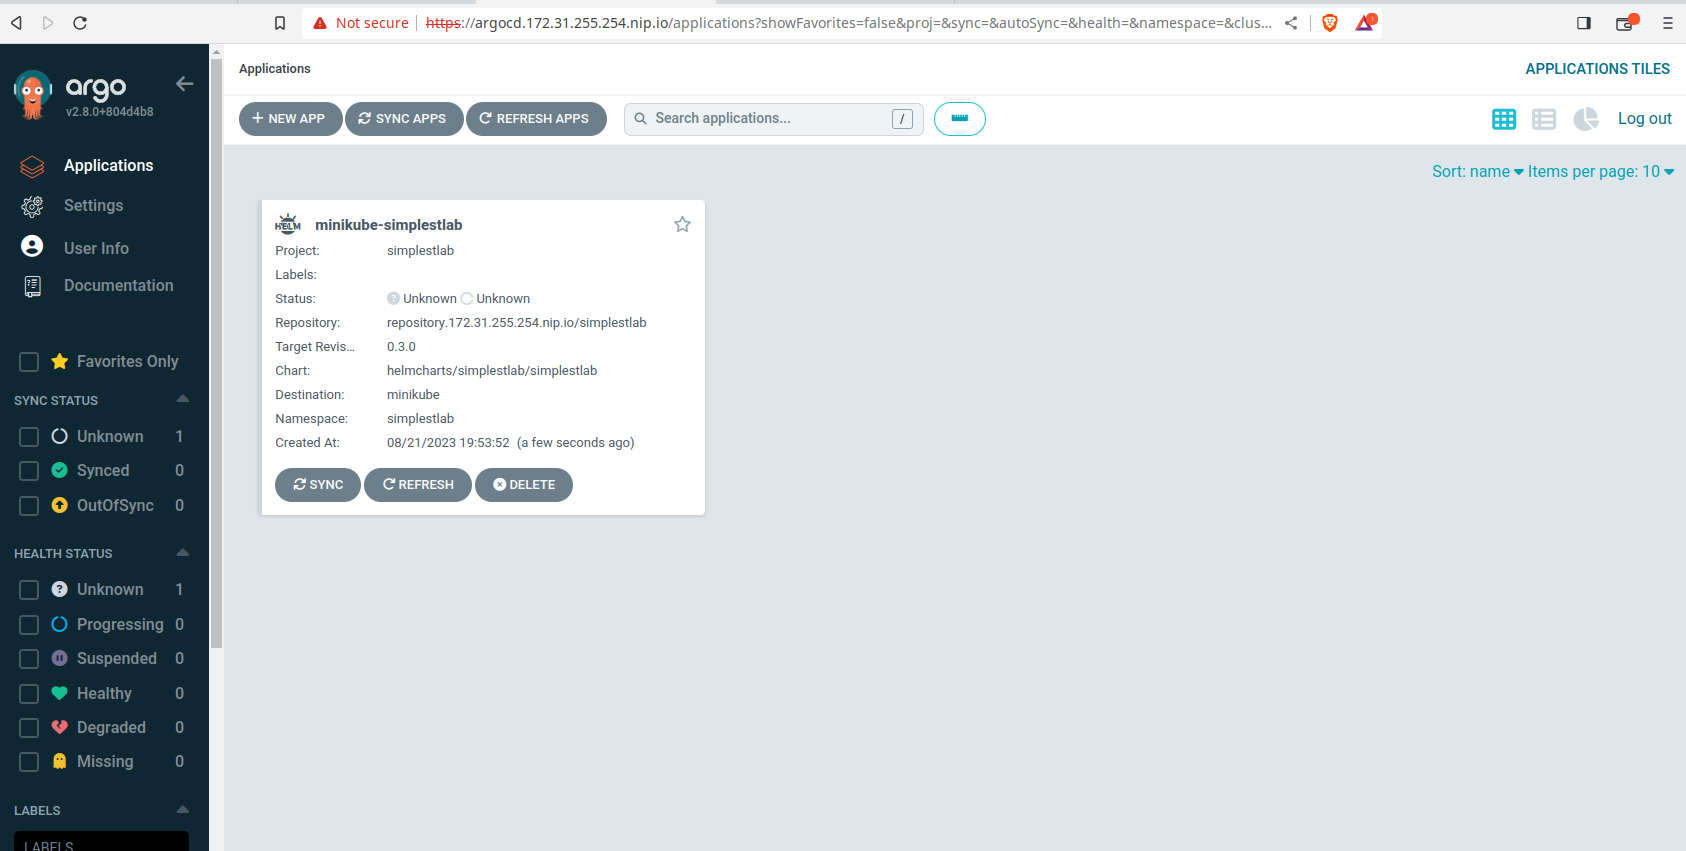 Not secure https://argocd.172.31.255.254.nip.io/applications?showFavorites=false&proj=&sync=&autoSync=&health=&namespace=&clus...
argo
v2.8.0+804d4b8
Applications
Settings
User Info
Documentation
Favorites Only
SYNC STATUS
Unknown 1
Synced 0
OutOfSync 0
HEALTH STATUS
Unknown 1
Progressing 0
Suspended 0
Healthy 0
Degraded 0
Missing 0
LABELS
LABELS
Applications
APPLICATIONS TILES
+ NEW APP SYNC APPS REFRESH APPS Search applications... / Log out
Sort: name Items per page: 10
HELM minikube-simplestlab
Project: simplestlab
Labels:
Status: Unknown Unknown
Repository: repository.172.31.255.254.nip.io/simplestlab
Target Revis... 0.3.0
Chart: helmcharts/simplestlab/simplestlab
Destination: minikube
Namespace: simplestlab
Created At: 08/21/2023 19:53:52 (a few seconds ago)
SYNC REFRESH DELETE